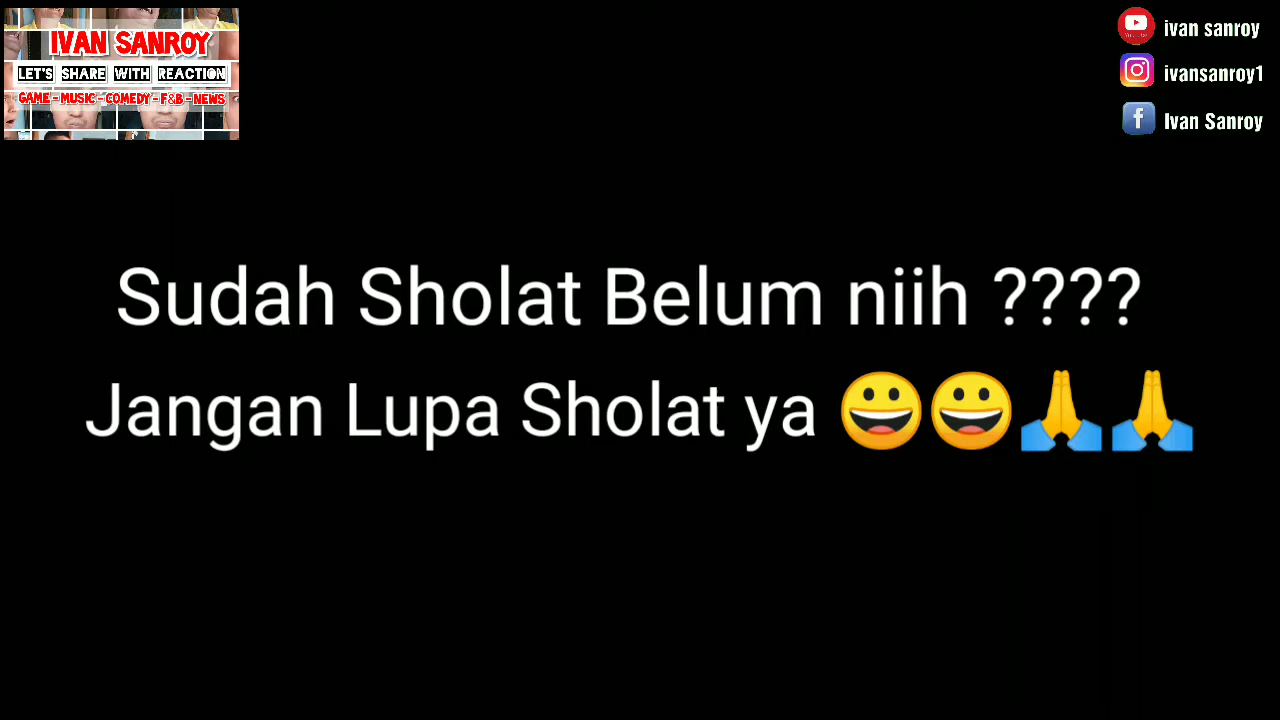 IVAN SANROY
LET'S SHARE WITH REACTION
GAME - MUSIC - COMEDY - F&B - NEWS
YouTube
ivan sanroy
ivansanroy1
Ivan Sanroy
Sudah Sholat Belum niih ????
Jangan Lupa Sholat ya 😀😀🙏🙏